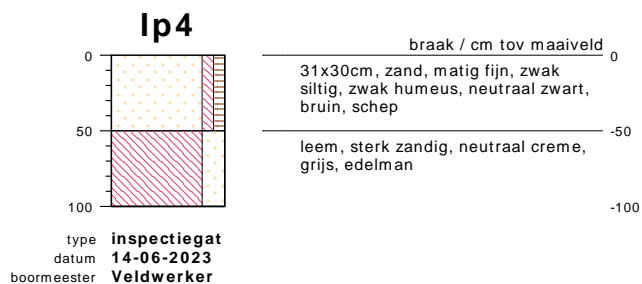 Ip4
braak / cm tov maaiveld
0
0
31x30cm, zand, matig fijn, zwak
siltig, zwak humeus, neutraal zwart,
bruin, schep
50
-50
leem, sterk zandig, neutraal creme,
grijs, edelman
100
-100
type inspectiegat
datum 14-06-2023
boormeester Veldwerker